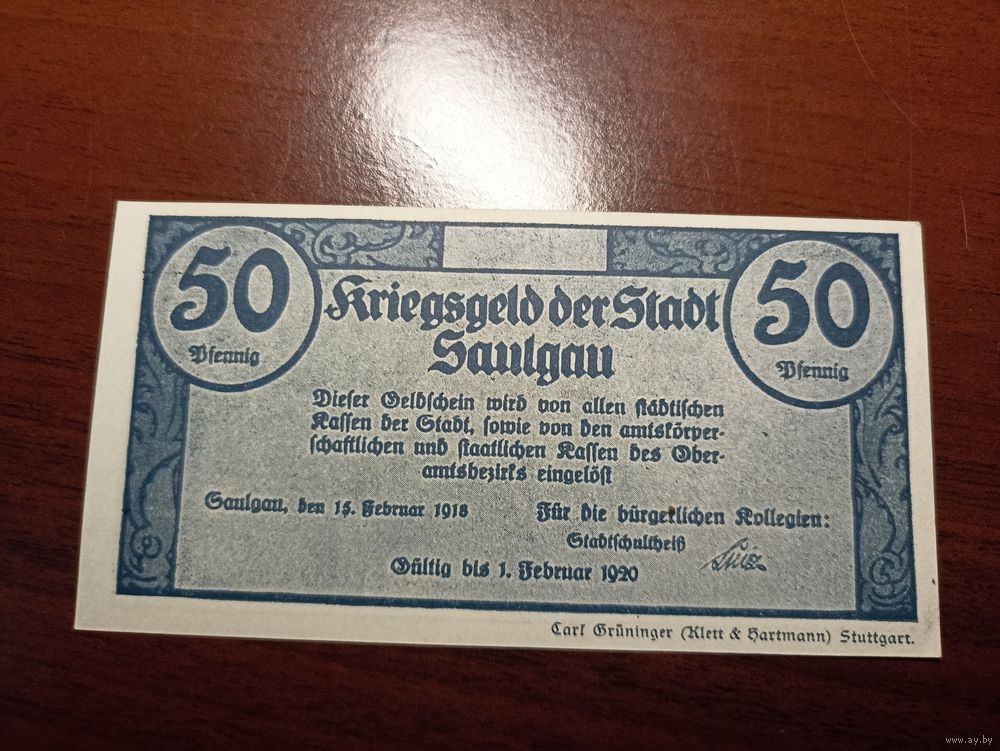 50
Pfennig
50
Pfennig
Kriegsgeld der Stadt
Saulgau
Dieser Geldschein wird von allen städtischen
Kassen der Stadt, sowie von den amtskörper-
schaftlichen und staatlichen Kassen des Ober-
amtsbezirks eingelöst
Saulgau, den 15. Februar 1918
Für die bürgerlichen Kollegien:
Stadtschultheiß
Gültig bis 1. Februar 1920
Carl Grüninger (Klett & Hartmann) Stuttgart.
www.ay.by